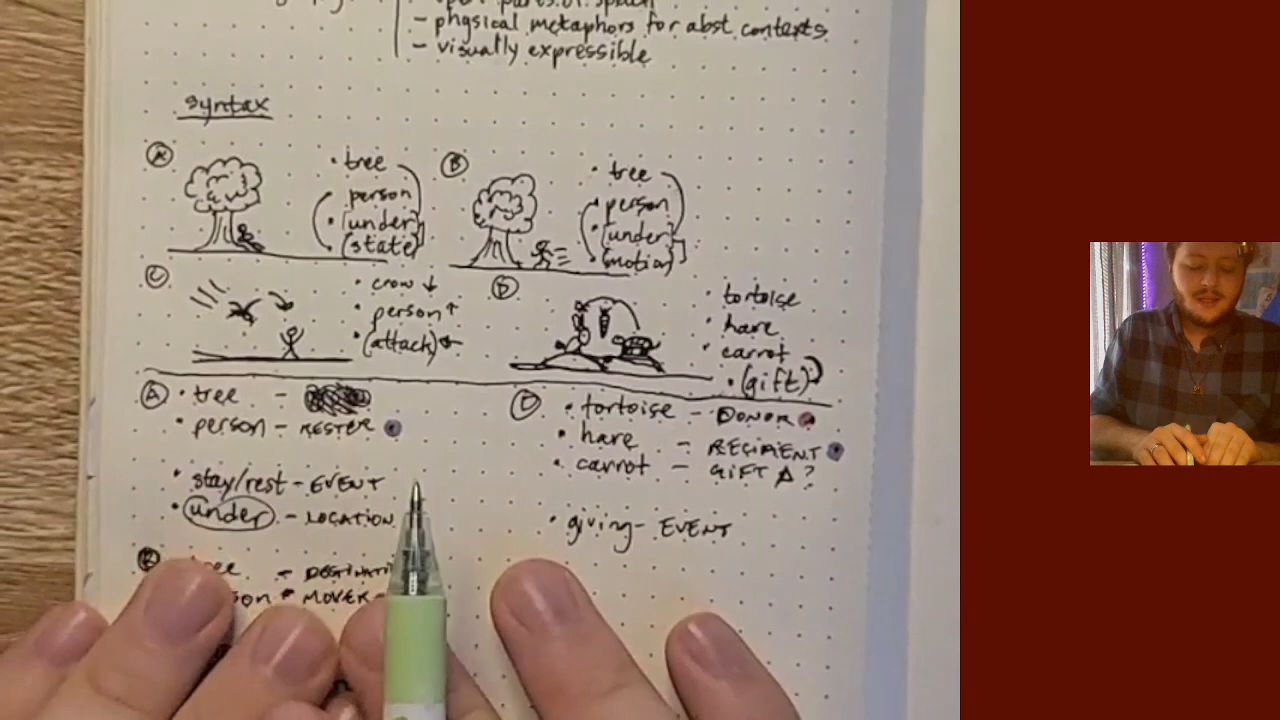 - physical metaphors for abst contexts
- visually expressible
syntax
A
• tree
person
• (under)
(state)
B
• tree
• person
• (under)
• (motion)
C
• crow ↓
• person ↑
• (attack)
D
• tortoise
• hare
• carrot
• (gift)
A • tree -
• person - RESTER
• stay/rest - EVENT
• under - LOCATION
B
- MOVER
D • tortoise - DONOR
• hare - RECIPIENT
• carrot - GIFT A?
• giving - EVENT